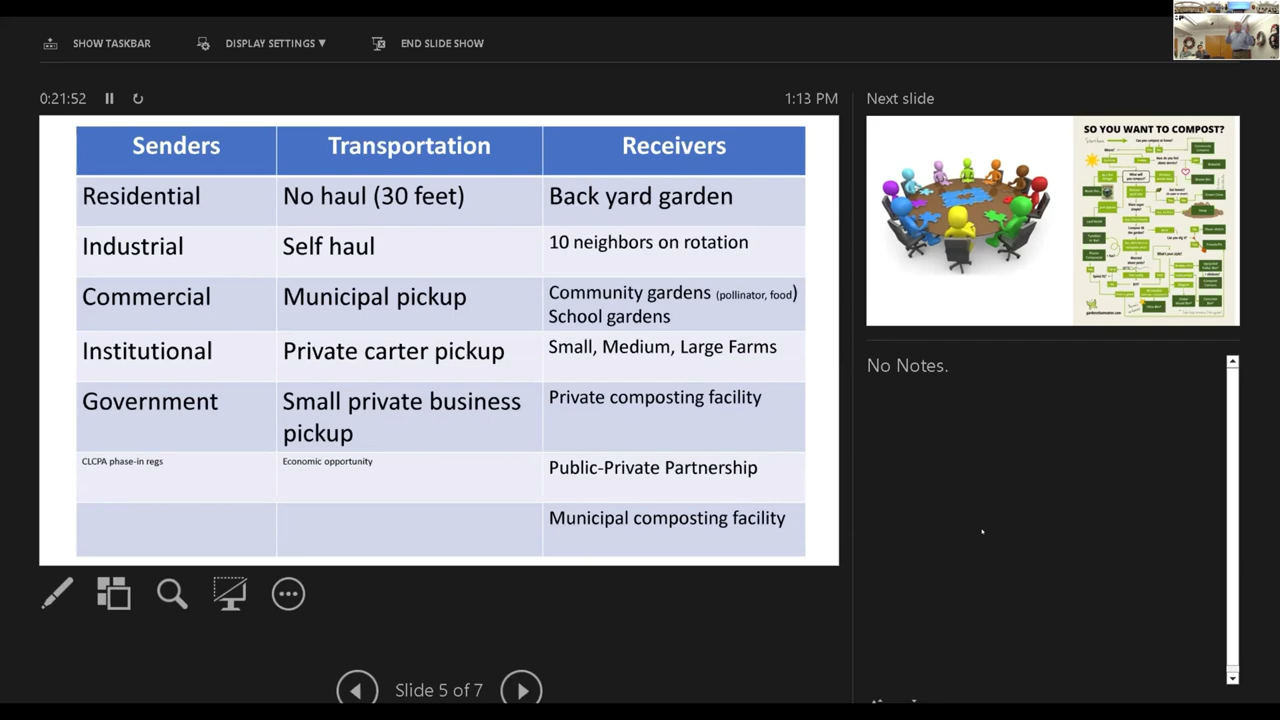 SHOW TASKBAR
DISPLAY SETTINGS ▼
END SLIDE SHOW
0:21:52
1:13 PM
Next slide
Senders
Transportation
Receivers
Residential
No haul (30 feet)
Back yard garden
Industrial
Self haul
10 neighbors on rotation
Commercial
Municipal pickup
Community gardens (pollinator, food)
School gardens
Institutional
Private carter pickup
Small, Medium, Large Farms
Government
Small private business
pickup
Private composting facility
CLCPA phase-in regs
Economic opportunity
Public-Private Partnership
Municipal composting facility
SO YOU WANT TO COMPOST?
No Notes.
Slide 5 of 7